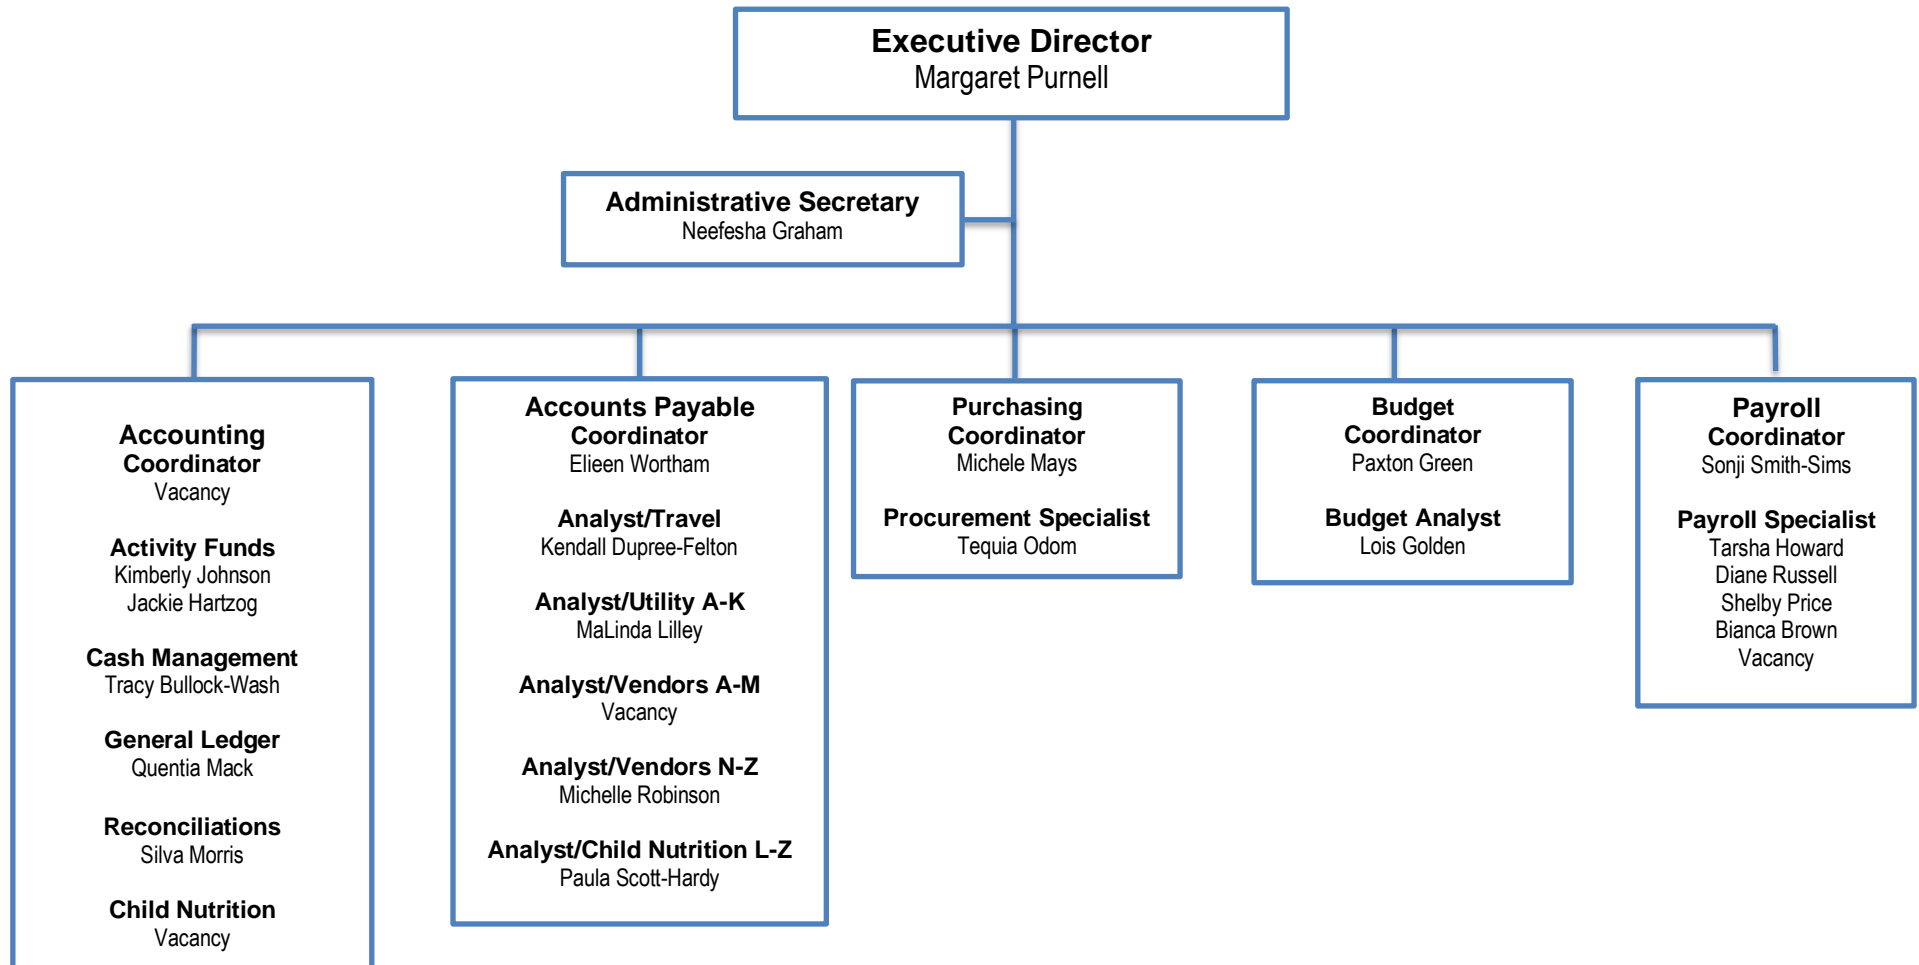 Executive Director
Margaret Purnell
Administrative Secretary
Neefesha Graham
Accounting
Coordinator
Vacancy
Activity Funds
Kimberly Johnson
Jackie Hartzog
Cash Management
Tracy Bullock-Wash
General Ledger
Quentia Mack
Reconciliations
Silva Morris
Child Nutrition
Vacancy
Accounts Payable
Coordinator
Elieen Wortham
Analyst/Travel
Kendall Dupree-Felton
Analyst/Utility A-K
MaLinda Lilley
Analyst/Vendors A-M
Vacancy
Analyst/Vendors N-Z
Michelle Robinson
Analyst/Child Nutrition L-Z
Paula Scott-Hardy
Purchasing
Coordinator
Michele Mays
Procurement Specialist
Tequia Odom
Budget
Coordinator
Paxton Green
Budget Analyst
Lois Golden
Payroll
Coordinator
Sonji Smith-Sims
Payroll Specialist
Tarsha Howard
Diane Russell
Shelby Price
Bianca Brown
Vacancy